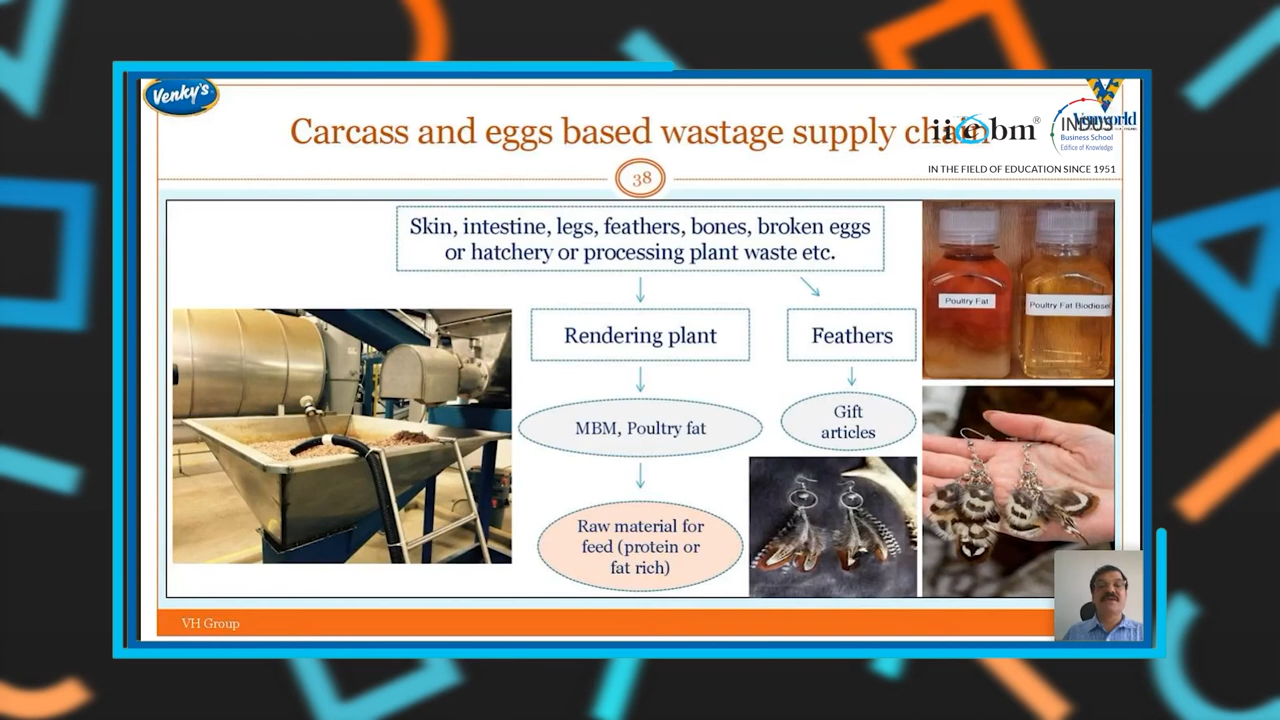 Venky's
Carcass and eggs based wastage supply chain
iiebm®
INDUS
Business School
Edifice of Knowledge
Venworld
IN THE FIELD OF EDUCATION SINCE 1951
38
Skin, intestine, legs, feathers, bones, broken eggs
or hatchery or processing plant waste etc.
Poultry Fat
Poultry Fat Biodiesel
Rendering plant
Feathers
MBM, Poultry fat
Gift
articles
Raw material for
feed (protein or
fat rich)
VH Group